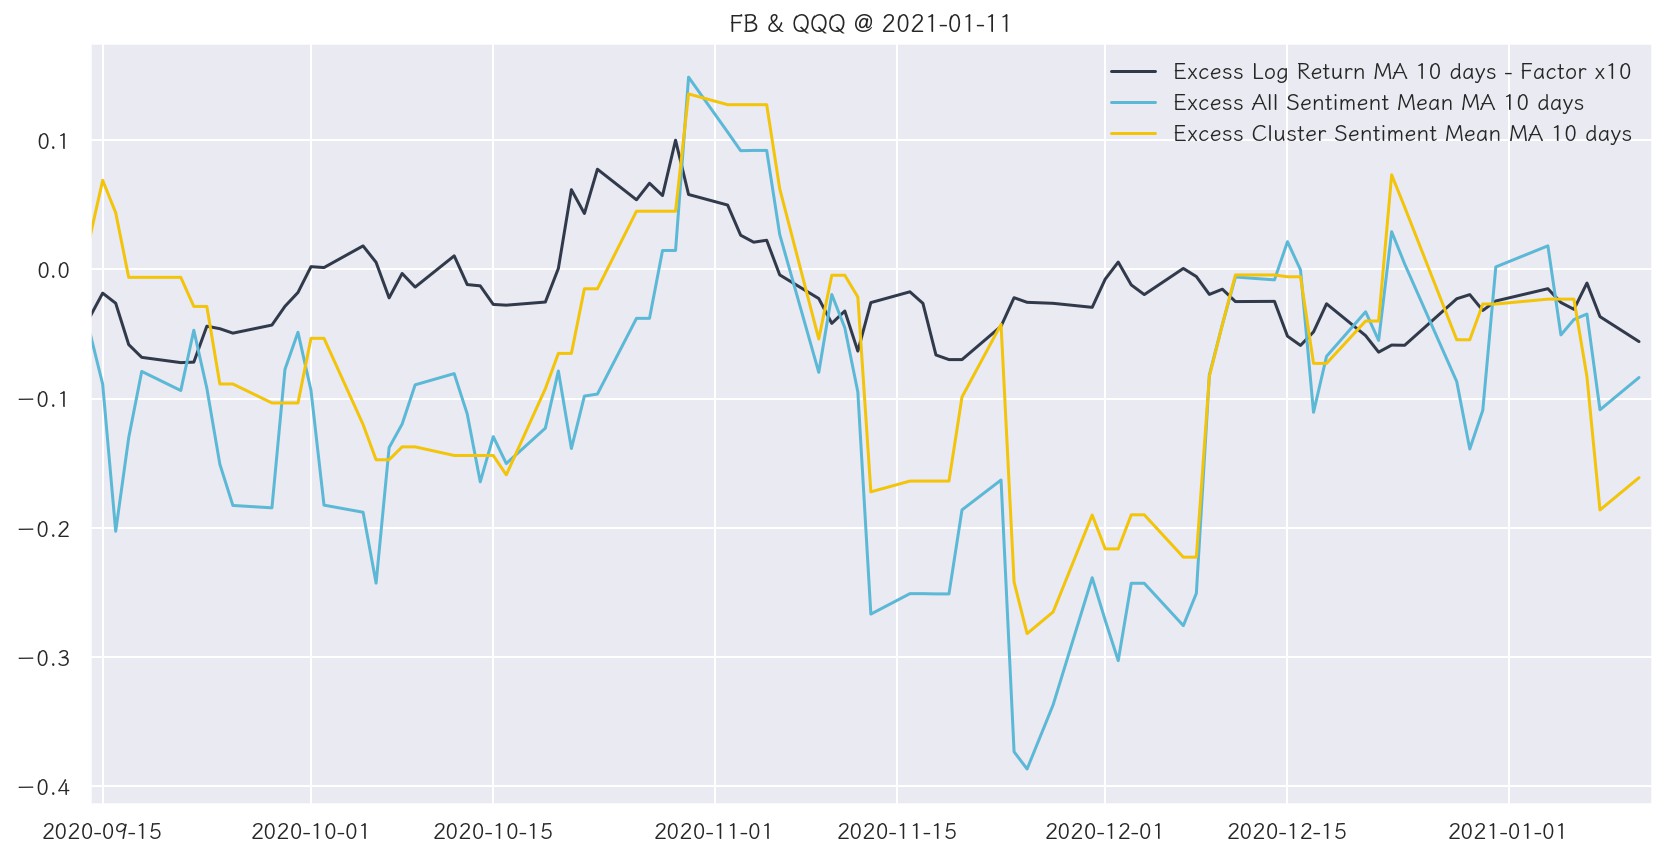 FB & QQQ @ 2021-01-11
Excess Log Return MA 10 days - Factor x10
Excess All Sentiment Mean MA 10 days
Excess Cluster Sentiment Mean MA 10 days
0.1
0.0
−0.1
−0.2
−0.3
−0.4
2020-09-15 2020-10-01 2020-10-15 2020-11-01 2020-11-15 2020-12-01 2020-12-15 2021-01-01